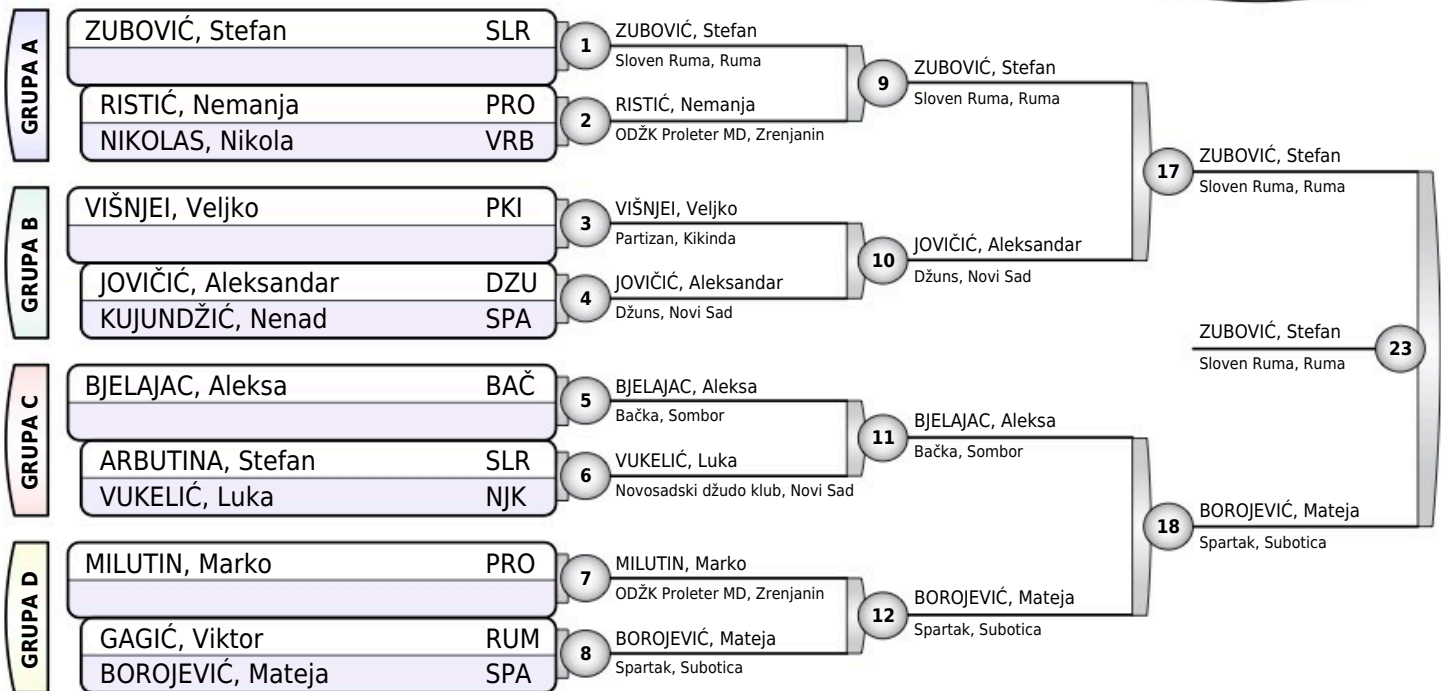 GRUPA A
ZUBOVIĆ, Stefan SLR
RISTIĆ, Nemanja PRO
NIKOLAS, Nikola VRB
GRUPA B
VIŠNJEI, Veljko PKI
JOVIČIĆ, Aleksandar DZU
KUJUNDŽIĆ, Nenad SPA
GRUPA C
BJELAJAC, Aleksa BAČ
ARBUTINA, Stefan SLR
VUKELIĆ, Luka NJK
GRUPA D
MILUTIN, Marko PRO
GAGIĆ, Viktor RUM
BOROJEVIĆ, Mateja SPA
1
ZUBOVIĆ, Stefan
Sloven Ruma, Ruma
2
RISTIĆ, Nemanja
ODŽK Proleter MD, Zrenjanin
3
VIŠNJEI, Veljko
Partizan, Kikinda
4
JOVIČIĆ, Aleksandar
Džuns, Novi Sad
5
BJELAJAC, Aleksa
Bačka, Sombor
6
VUKELIĆ, Luka
Novosadski džudo klub, Novi Sad
7
MILUTIN, Marko
ODŽK Proleter MD, Zrenjanin
8
BOROJEVIĆ, Mateja
Spartak, Subotica
9
ZUBOVIĆ, Stefan
Sloven Ruma, Ruma
10
JOVIČIĆ, Aleksandar
Džuns, Novi Sad
11
BJELAJAC, Aleksa
Bačka, Sombor
12
BOROJEVIĆ, Mateja
Spartak, Subotica
17
ZUBOVIĆ, Stefan
Sloven Ruma, Ruma
18
BOROJEVIĆ, Mateja
Spartak, Subotica
ZUBOVIĆ, Stefan
Sloven Ruma, Ruma
23